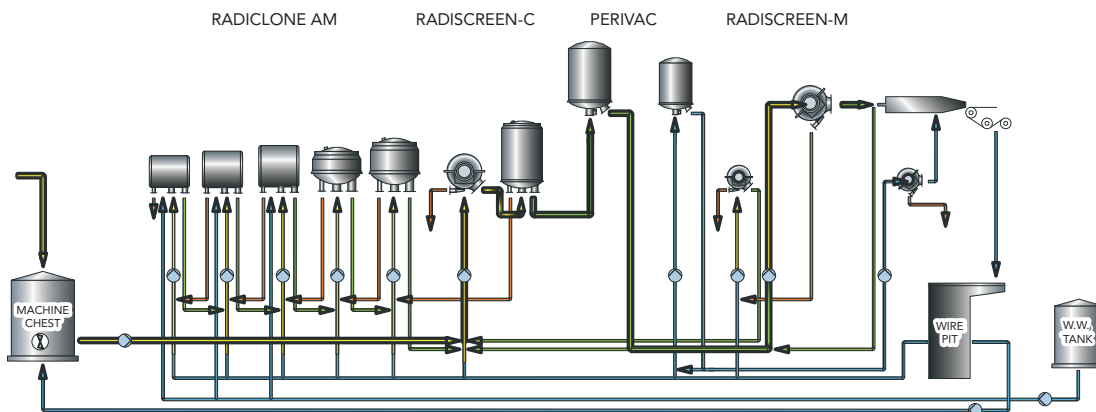 RADICLONE AM
RADISCREEN-C
PERIVAC
RADISCREEN-M
MACHINE
CHEST
WIRE
PIT
W.W.
TANK